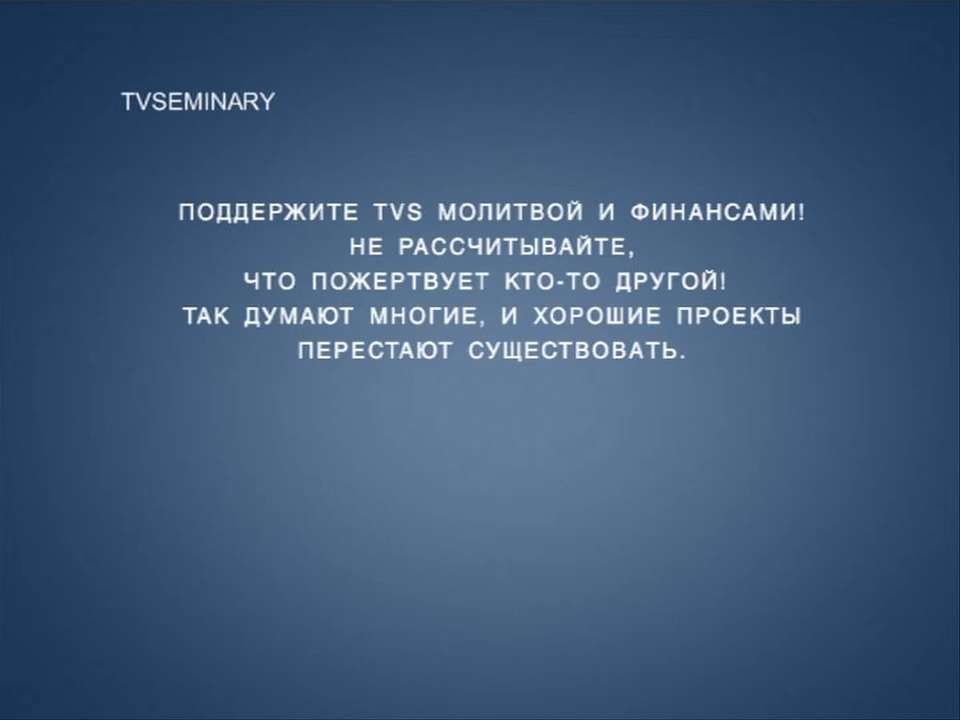 TVSEMINARY
ПОДДЕРЖИТЕ TVS МОЛИТВОЙ И ФИНАНСАМИ!
НЕ РАССЧИТЫВАЙТЕ,
ЧТО ПОЖЕРТВУЕТ КТО-ТО ДРУГОЙ!
ТАК ДУМАЮТ МНОГИЕ, И ХОРОШИЕ ПРОЕКТЫ
ПЕРЕСТАЮТ СУЩЕСТВОВАТЬ.